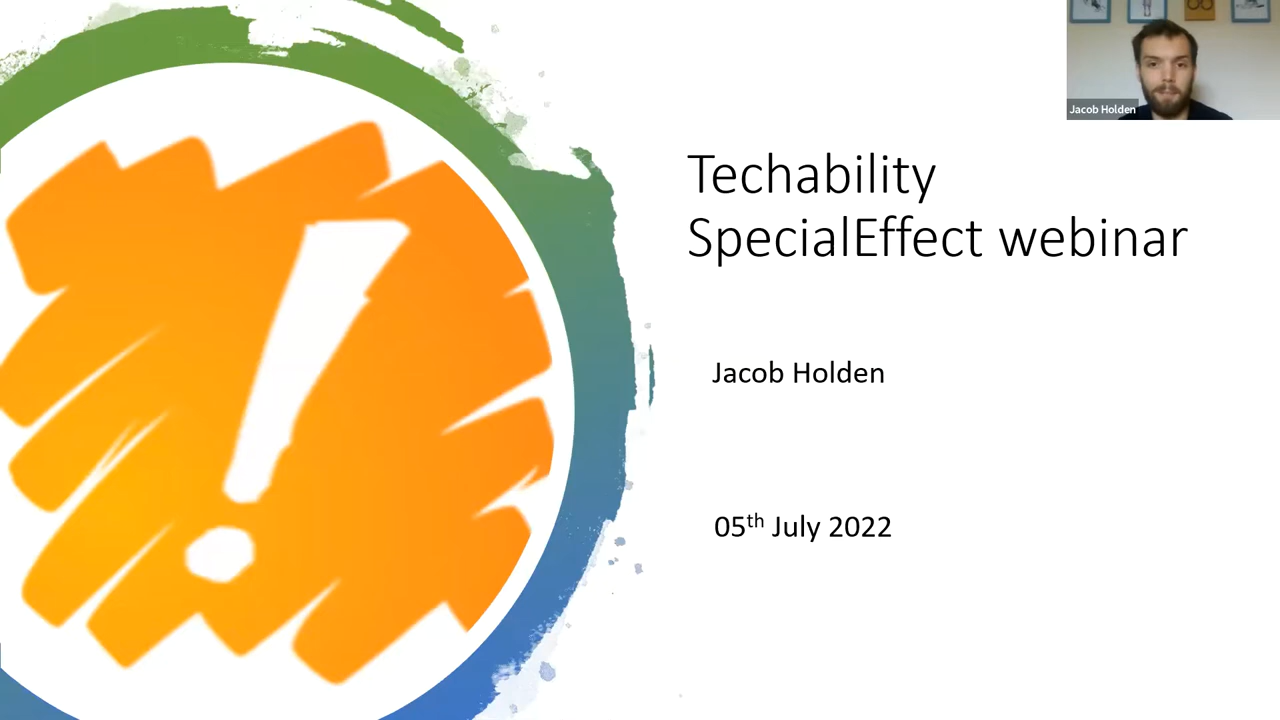 Jacob Holden
Techability
SpecialEffect webinar
Jacob Holden
05th July 2022